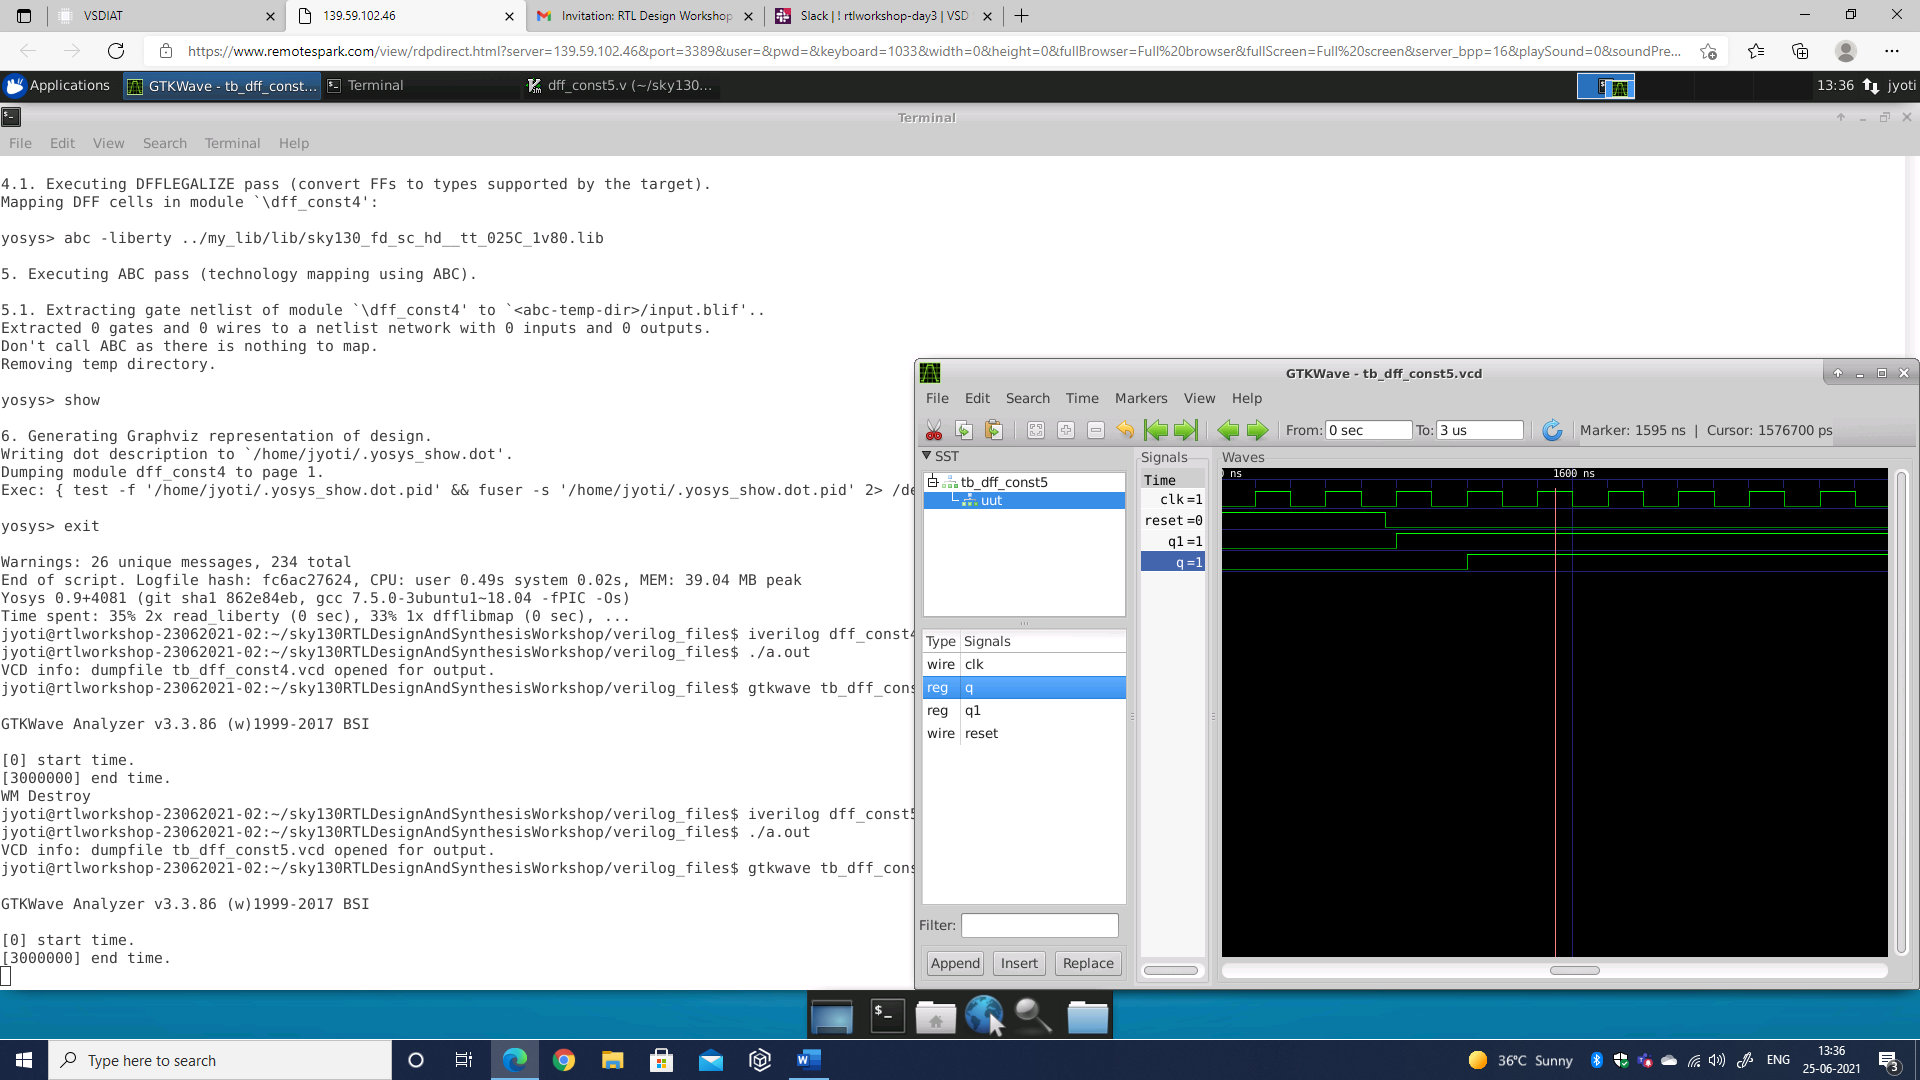 VSDIAT
139.59.102.46
Invitation: RTL Design Workshop
Slack | ! rtlworkshop-day3 | VSD
https://www.remotespark.com/view/rdpdirect.html?server=139.59.102.46&port=3389&user=&pwd=&keyboard=1033&width=0&height=0&fullBrowser=Full%20browser&fullScreen=Full%20screen&server_bpp=16&playSound=0&soundPre...
Applications
GTKWave - tb_dff_const...
Terminal
dff_const5.v (~/sky130...
13:36
jyoti
Terminal
File Edit View Search Terminal Help
4.1. Executing DFFLEGALIZE pass (convert FFs to types supported by the target).
Mapping DFF cells in module `\dff_const4':
yosys> abc -liberty ../my_lib/lib/sky130_fd_sc_hd__tt_025C_1v80.lib
5. Executing ABC pass (technology mapping using ABC).
5.1. Extracting gate netlist of module `\dff_const4' to `<abc-temp-dir>/input.blif'..
Extracted 0 gates and 0 wires to a netlist network with 0 inputs and 0 outputs.
Don't call ABC as there is nothing to map.
Removing temp directory.
yosys> show
6. Generating Graphviz representation of design.
Writing dot description to `/home/jyoti/.yosys_show.dot'.
Dumping module dff_const4 to page 1.
Exec: { test -f '/home/jyoti/.yosys_show.dot.pid' && fuser -s '/home/jyoti/.yosys_show.dot.pid' 2> /de
yosys> exit
Warnings: 26 unique messages, 234 total
End of script. Logfile hash: fc6ac27624, CPU: user 0.49s system 0.02s, MEM: 39.04 MB peak
Yosys 0.9+4081 (git sha1 862e84eb, gcc 7.5.0-3ubuntu1~18.04 -fPIC -Os)
Time spent: 35% 2x read_liberty (0 sec), 33% 1x dfflibmap (0 sec), ...
jyoti@rtlworkshop-23062021-02:~/sky130RTLDesignAndSynthesisWorkshop/verilog_files$ iverilog dff_const4
jyoti@rtlworkshop-23062021-02:~/sky130RTLDesignAndSynthesisWorkshop/verilog_files$ ./a.out
VCD info: dumpfile tb_dff_const4.vcd opened for output.
jyoti@rtlworkshop-23062021-02:~/sky130RTLDesignAndSynthesisWorkshop/verilog_files$ gtkwave tb_dff_cons
GTKWave Analyzer v3.3.86 (w)1999-2017 BSI
[0] start time.
[3000000] end time.
WM Destroy
jyoti@rtlworkshop-23062021-02:~/sky130RTLDesignAndSynthesisWorkshop/verilog_files$ iverilog dff_const5
jyoti@rtlworkshop-23062021-02:~/sky130RTLDesignAndSynthesisWorkshop/verilog_files$ ./a.out
VCD info: dumpfile tb_dff_const5.vcd opened for output.
jyoti@rtlworkshop-23062021-02:~/sky130RTLDesignAndSynthesisWorkshop/verilog_files$ gtkwave tb_dff_cons
GTKWave Analyzer v3.3.86 (w)1999-2017 BSI
[0] start time.
[3000000] end time.
GTKWave - tb_dff_const5.vcd
File Edit Search Time Markers View Help
From: 0 sec To: 3 us Marker: 1595 ns | Cursor: 1576700 ps
SST
tb_dff_const5
uut
Type Signals
wire clk
reg q
reg q1
wire reset
Filter:
Append Insert Replace
Signals
Time
clk=1
reset=0
q1=1
q=1
Waves
ns 1600 ns
Type here to search
36°C Sunny
ENG
13:36
25-06-2021
3